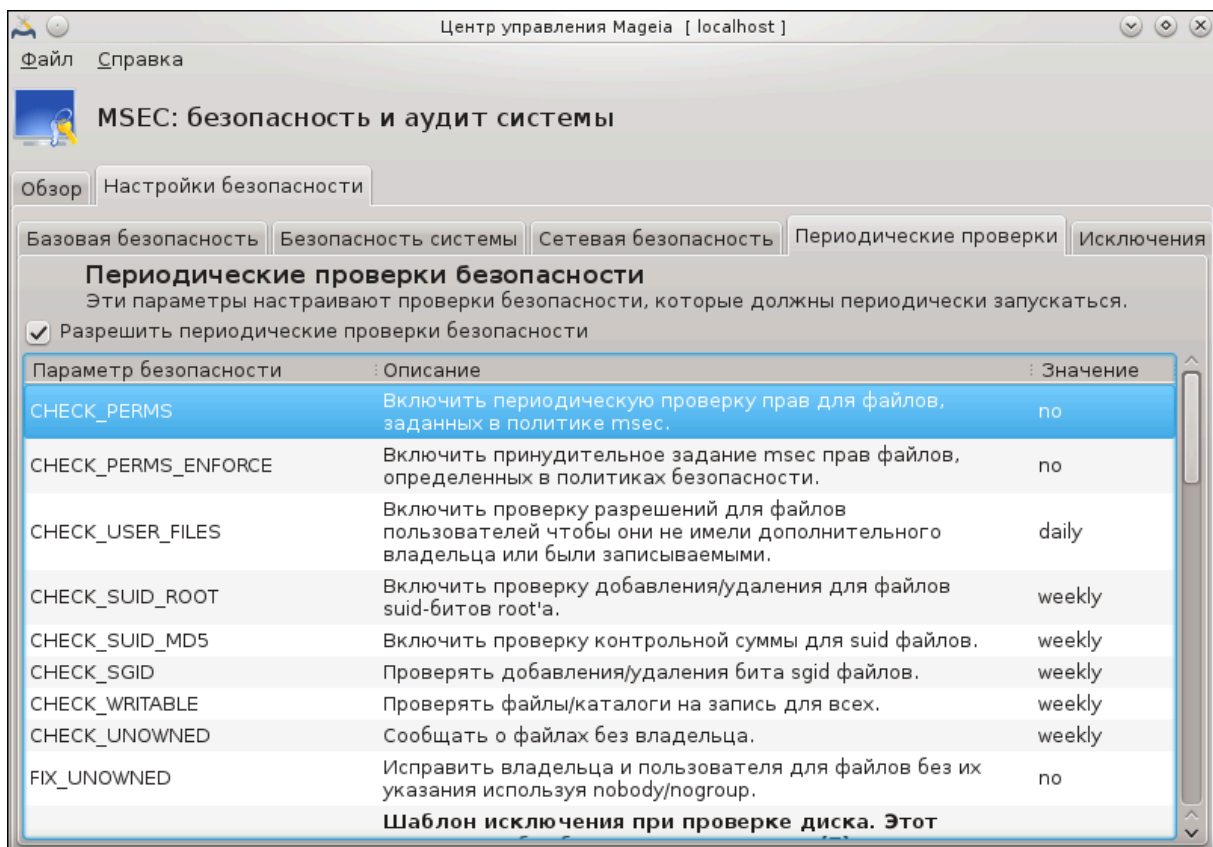 Центр управления Mageia [ localhost ]
Файл Справка
MSEC: безопасность и аудит системы
Обзор Настройки безопасности
Базовая безопасность Безопасность системы Сетевая безопасность Периодические проверки Исключения
Периодические проверки безопасности
Эти параметры настраивают проверки безопасности, которые должны периодически запускаться.
Разрешить периодические проверки безопасности
Параметр безопасности Описание Значение
CHECK_PERMS Включить периодическую проверку прав для файлов, no
заданных в политике msec.
CHECK_PERMS_ENFORCE Включить принудительное задание msec прав файлов, no
определенных в политиках безопасности.
Включить проверку разрешений для файлов
CHECK_USER_FILES пользователей чтобы они не имели дополнительного daily
владельца или были записываемыми.
CHECK_SUID_ROOT Включить проверку добавления/удаления для файлов weekly
suid-битов root'а.
CHECK_SUID_MD5 Включить проверку контрольной суммы для suid файлов. weekly
CHECK_SGID Проверять добавления/удаления бита sgid файлов. weekly
CHECK_WRITABLE Проверять файлы/каталоги на запись для всех. weekly
CHECK_UNOWNED Сообщать о файлах без владельца. weekly
FIX_UNOWNED Исправить владельца и пользователя для файлов без их no
указания используя nobody/nogroup.
Шаблон исключения при проверке диска. Этот